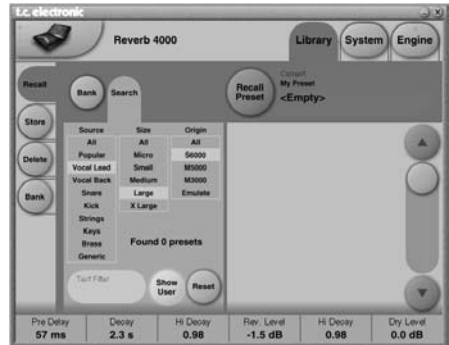 t.c. electronic
Reverb 4000
Library System Engine
Recall
Store
Delete
Bank
Bank Search
Recall Preset
Current
My Preset
<Empty>
Source Size Origin
All All All
Popular Micro S6000
Vocal Lead Small M5000
Vocal Back Medium M3000
Snare Large Emulate
Kick X Large
Strings
Keys
Brass Found 0 presets
Generic
Text Filter
Show User
Reset
Pre Delay Decay Hi Decay Rev. Level Hi Decay Dry Level
57 ms 2.3 s 0.98 -1.5 dB 0.98 0.0 dB